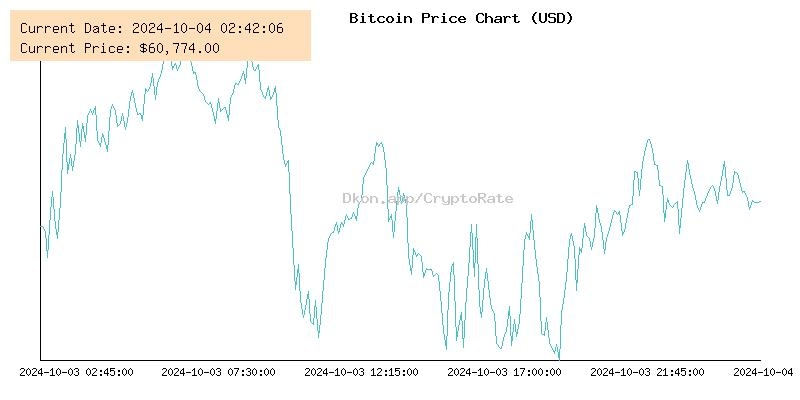 Bitcoin Price Chart (USD)
Current Date: 2024-10-04 02:42:06
Current Price: $60,774.00
Dkon.app/CryptoRate
2024-10-03 02:45:00 2024-10-03 07:30:00 2024-10-03 12:15:00 2024-10-03 17:00:00 2024-10-03 21:45:00 2024-10-04